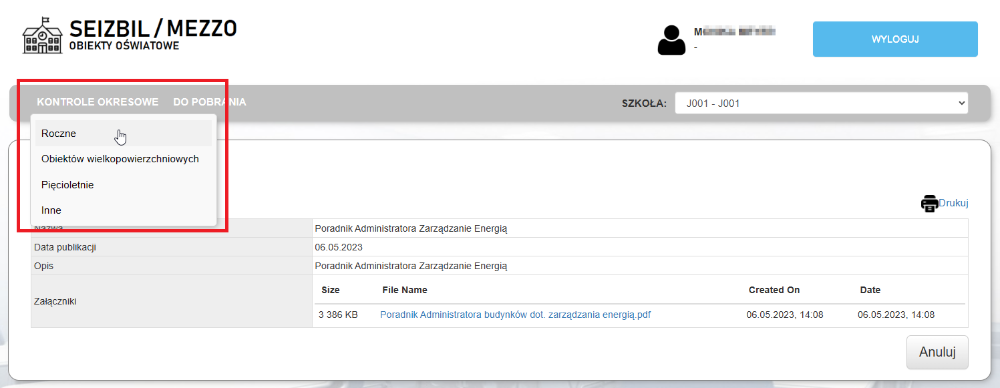 SEIZBIL / MEZZO
OBIEKTY OŚWIATOWE
-
WYLOGUJ
KONTROLE OKRESOWE DO POBRANIA
SZKOŁA: J001 - J001
Roczne
Obiektów wielkopowierzchniowych
Pięcioletnie
Inne
Drukuj
Nazwa Poradnik Administratora Zarządzanie Energią
Data publikacji 06.05.2023
Opis Poradnik Administratora Zarządzanie Energią
Załączniki
Size File Name Created On Date
3 386 KB Poradnik Administratora budynków dot. zarządzania energią.pdf 06.05.2023, 14:08 06.05.2023, 14:08
Anuluj